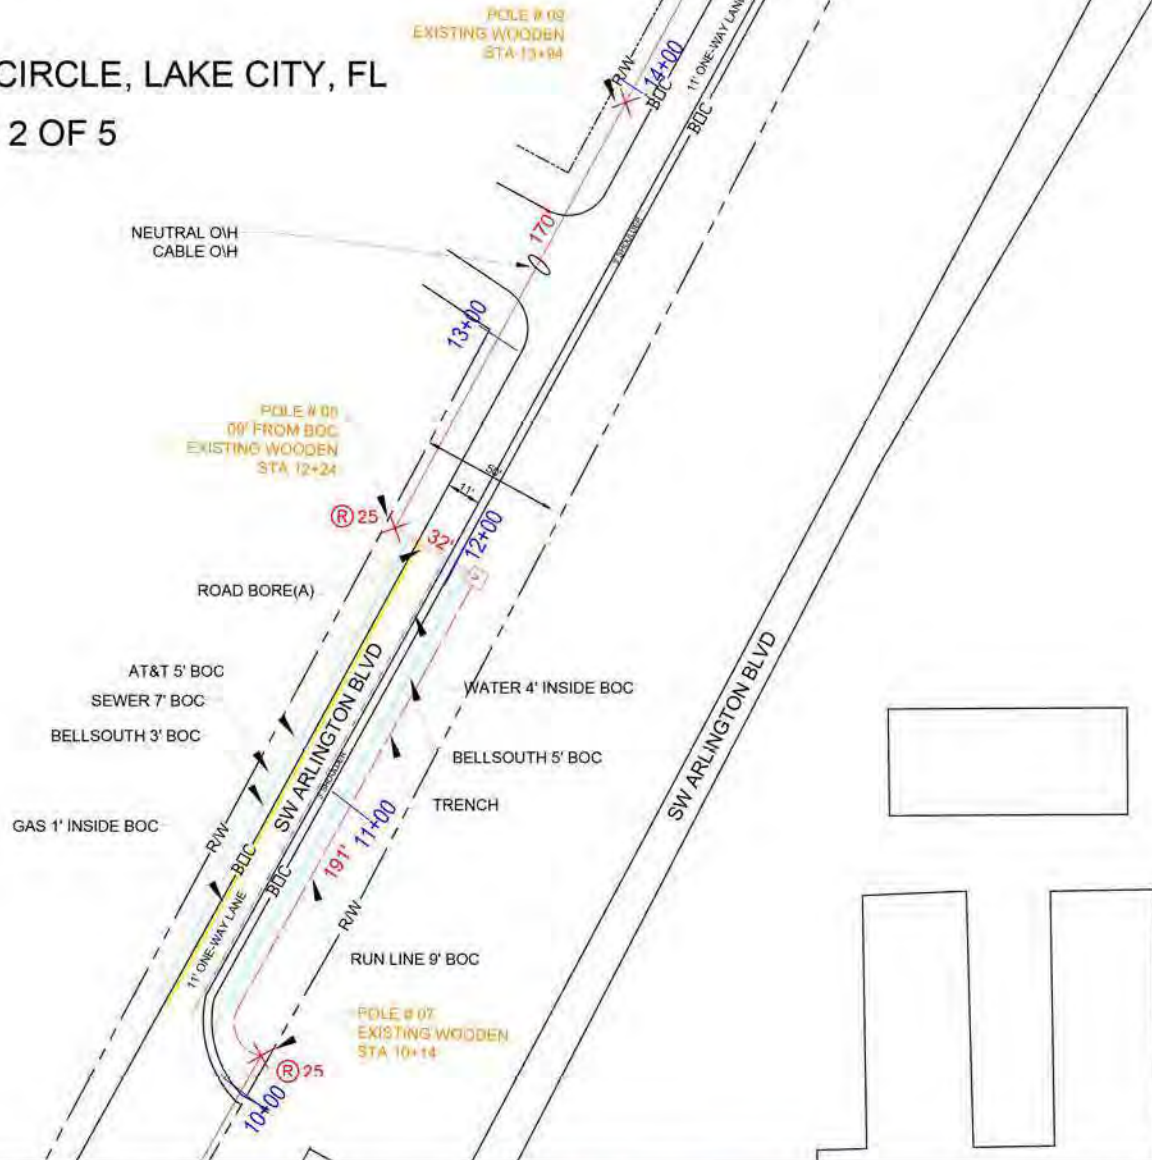 POLE # 09
EXISTING WOODEN
STA 13+94
CIRCLE, LAKE CITY, FL
2 OF 5
R/W
14+00
BOC
11' ONE-WAY LANE
BOC
NEUTRAL O\H
CABLE O\H
170'
13+00
POLE # 08
09' FROM BOC
EXISTING WOODEN
STA 12+24
11'
R 25
32'
12+00
V
ROAD BORE(A)
AT&T 5' BOC
SEWER 7' BOC
BELLSOUTH 3' BOC
GAS 1' INSIDE BOC
SW ARLINGTON BLVD
WATER 4' INSIDE BOC
BELLSOUTH 5' BOC
TRENCH
SW ARLINGTON BLVD
11+00
191'
R/W
BOC
BOC
11' ONE-WAY LANE
R/W
RUN LINE 9' BOC
POLE # 07
EXISTING WOODEN
STA 10+14
R 25
10+00